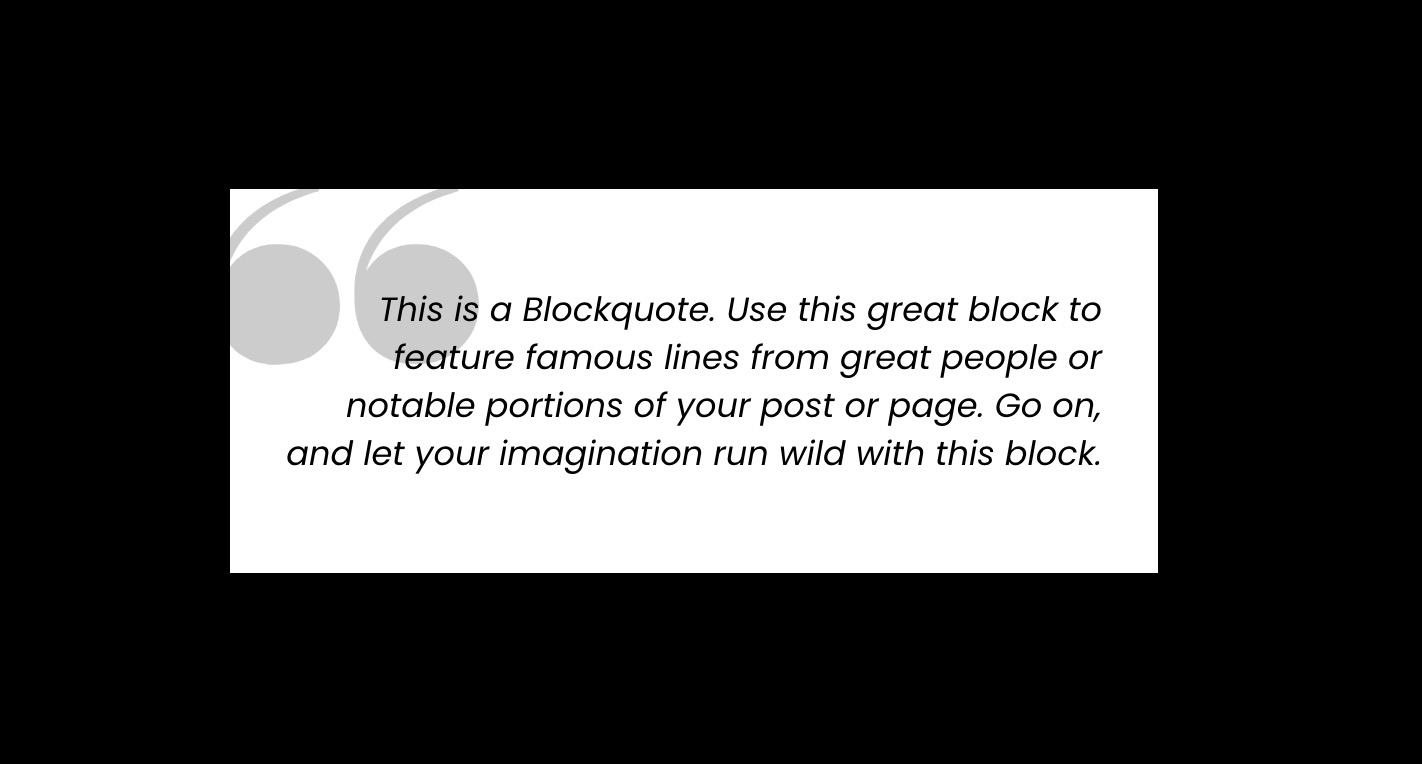 “
This is a Blockquote. Use this great block to
feature famous lines from great people or
notable portions of your post or page. Go on,
and let your imagination run wild with this block.